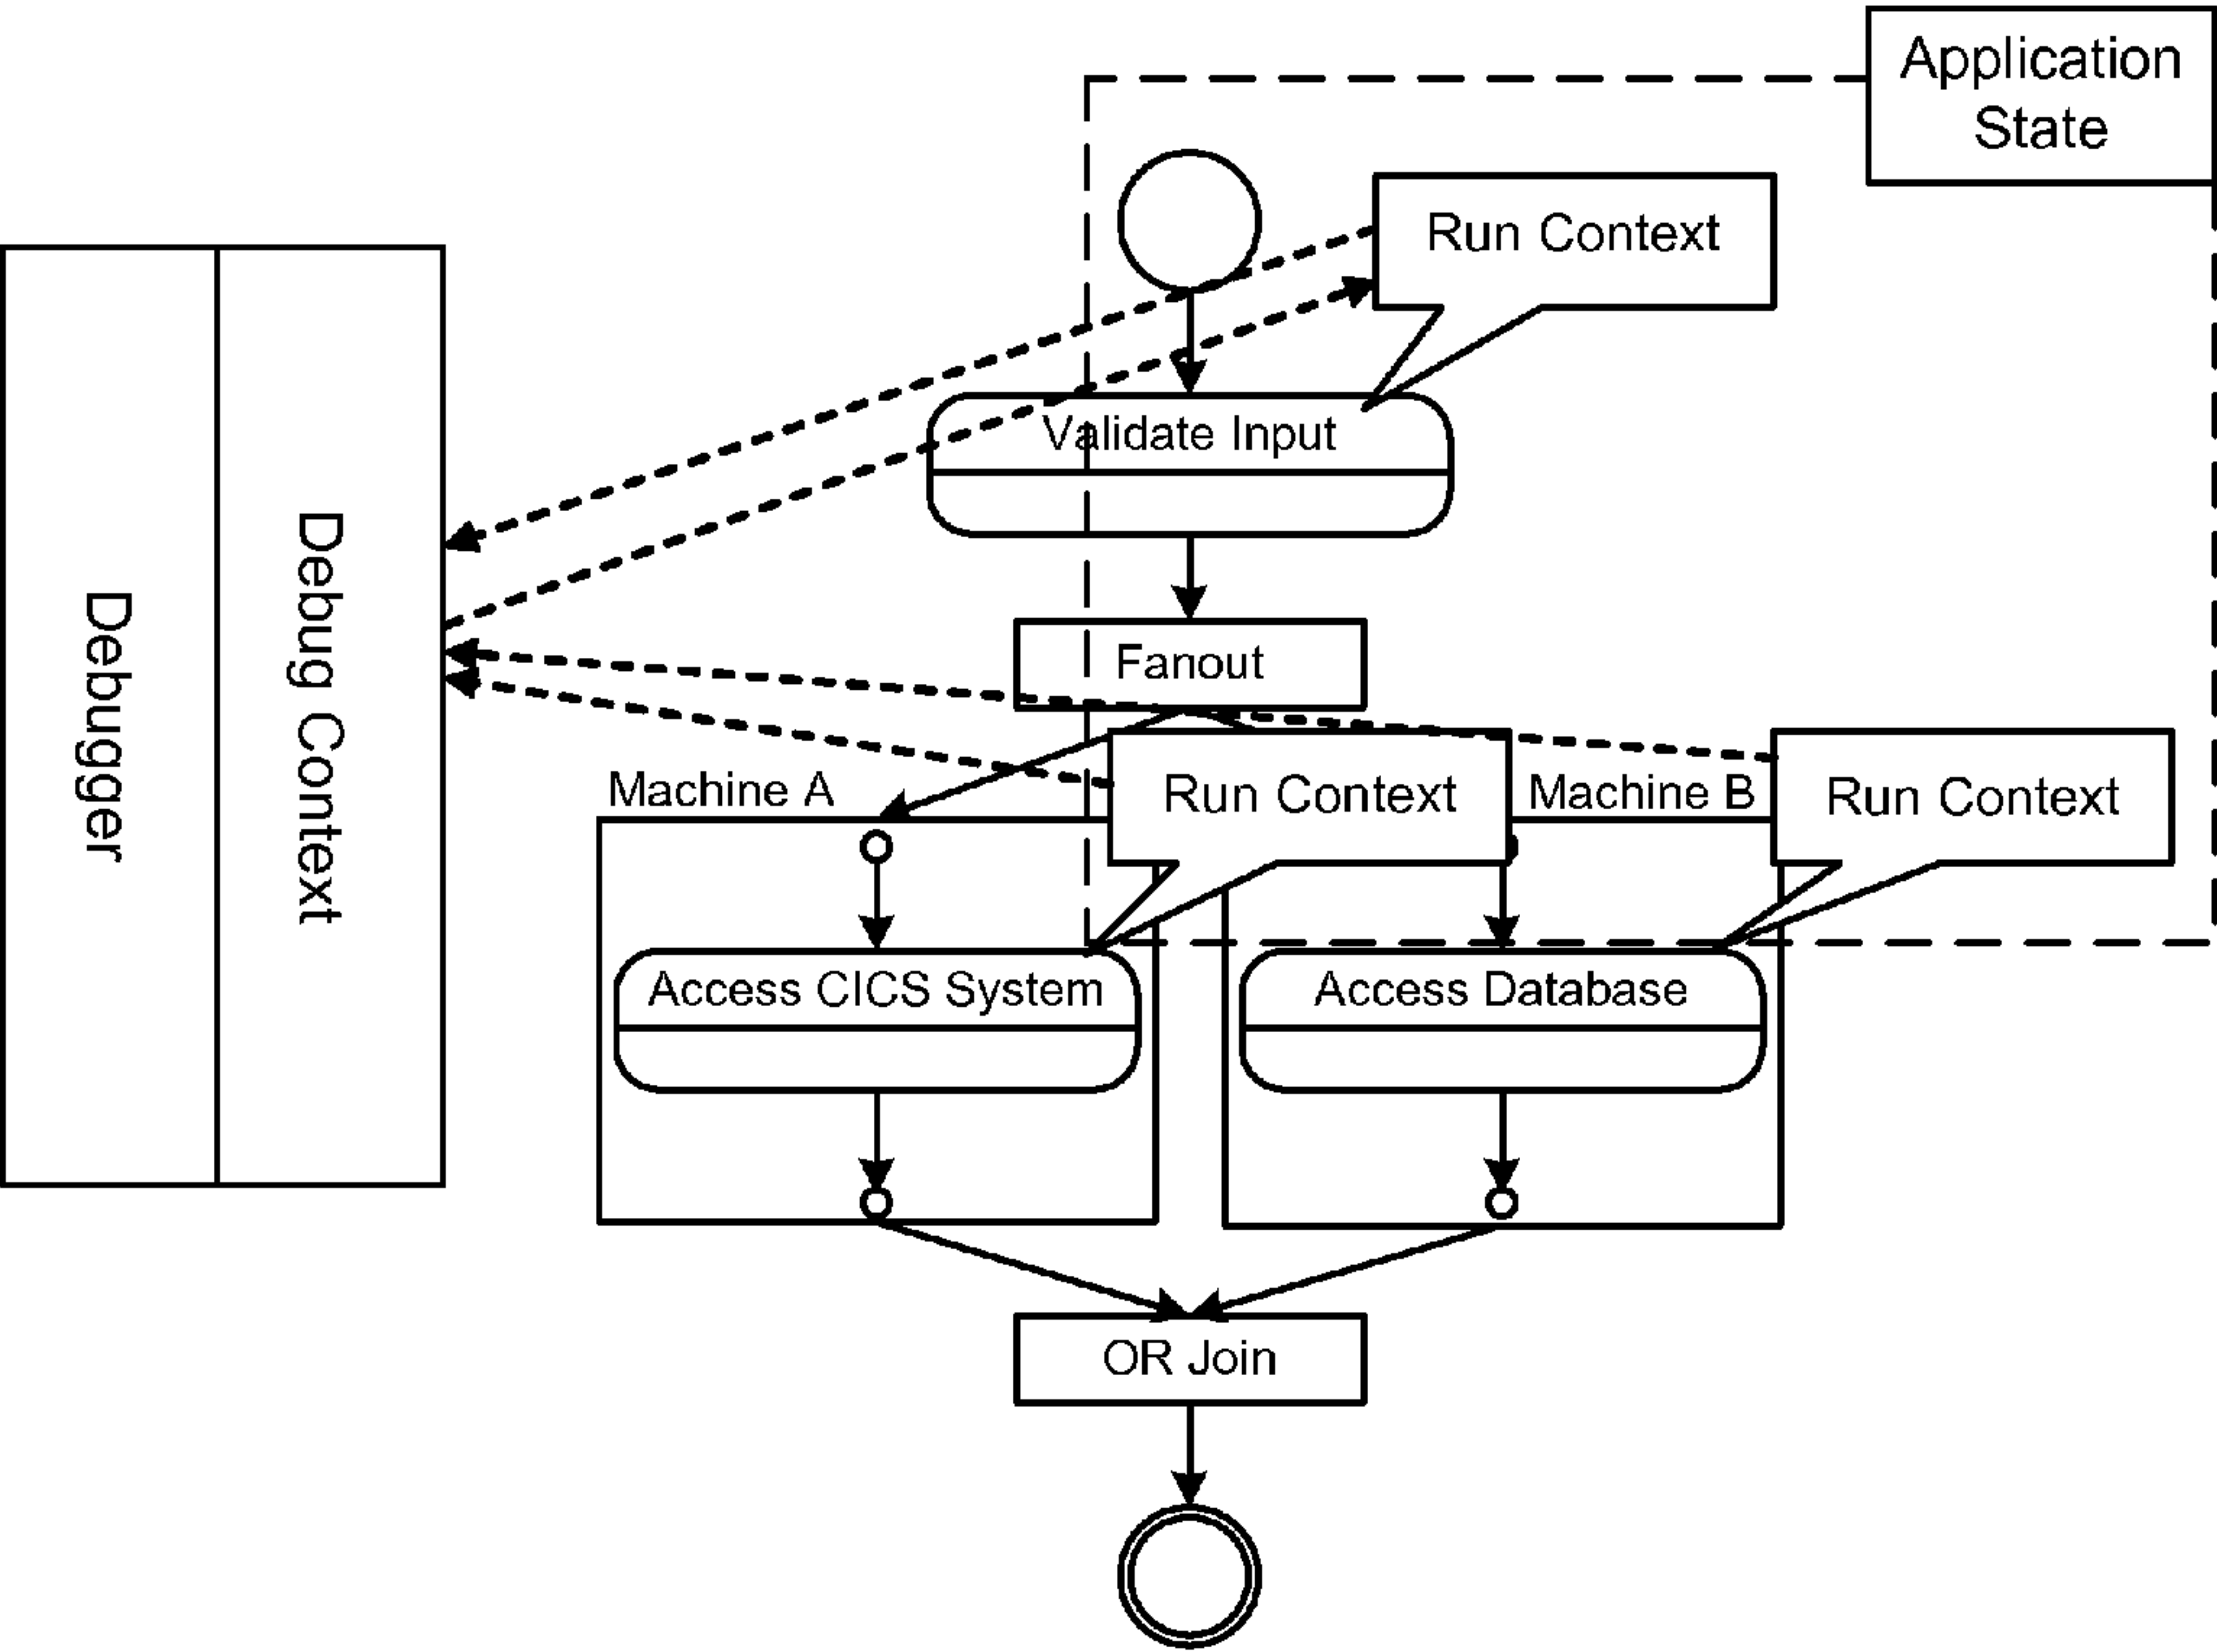 Application
State
Run Context
Validate Input
Debugger
Debug Context
Fanout
Machine A
Run Context
Machine B
Run Context
Access CICS System
Access Database
OR Join